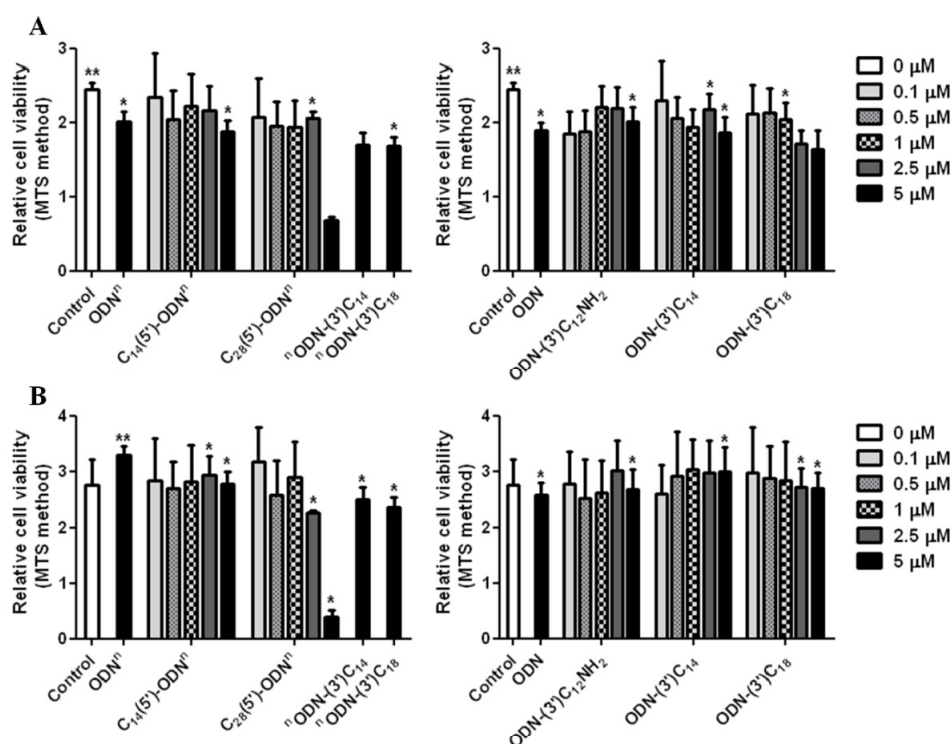 A
Relative cell viability
(MTS method)
3
2
1
0
** * * * *
Control
ODNⁿ
C₁₄(5')-ODNⁿ
C₂₈(5')-ODNⁿ
ⁿODN-(3')C₁₄
ⁿODN-(3')C₁₈
Relative cell viability
(MTS method)
3
2
1
0
** * * * * *
Control
ODN
ODN-(3')C₁₂NH₂
ODN-(3')C₁₄
ODN-(3')C₁₈
0 µM
0.1 µM
0.5 µM
1 µM
2.5 µM
5 µM
B
Relative cell viability
(MTS method)
4
3
2
1
0
** * * * * * *
Control
ODNⁿ
C₁₄(5')-ODNⁿ
C₂₈(5')-ODNⁿ
ⁿODN-(3')C₁₄
ⁿODN-(3')C₁₈
Relative cell viability
(MTS method)
4
3
2
1
0
* * * * *
Control
ODN
ODN-(3')C₁₂NH₂
ODN-(3')C₁₄
ODN-(3')C₁₈
0 µM
0.1 µM
0.5 µM
1 µM
2.5 µM
5 µM